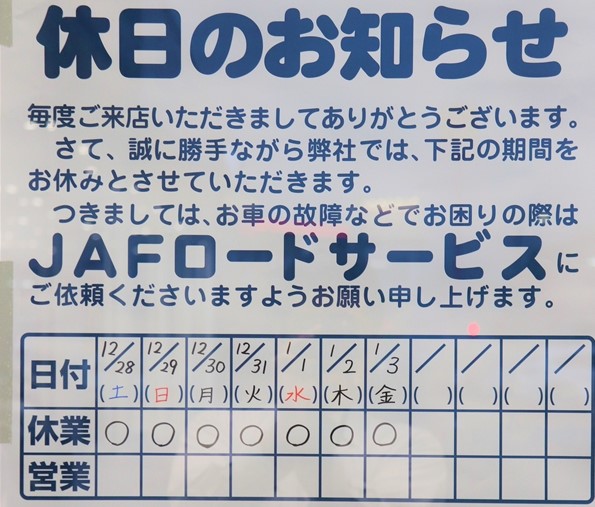 休日のお知らせ
毎度ご来店いただきましてありがとうございます。
さて、誠に勝手ながら弊社では、下記の期間を
お休みとさせていただきます。
つきましては、お車の故障などでお困りの際は
JAFロードサービスに
ご依頼くださいますようお願い申し上げます。
日付 12/28 12/29 12/30 12/31 1/1 1/2 1/3 / / / /
(土) (日) (月) (火) (水) (木) (金) ( ) ( ) ( ) ( )
休業 ○ ○ ○ ○ ○ ○ ○
営業